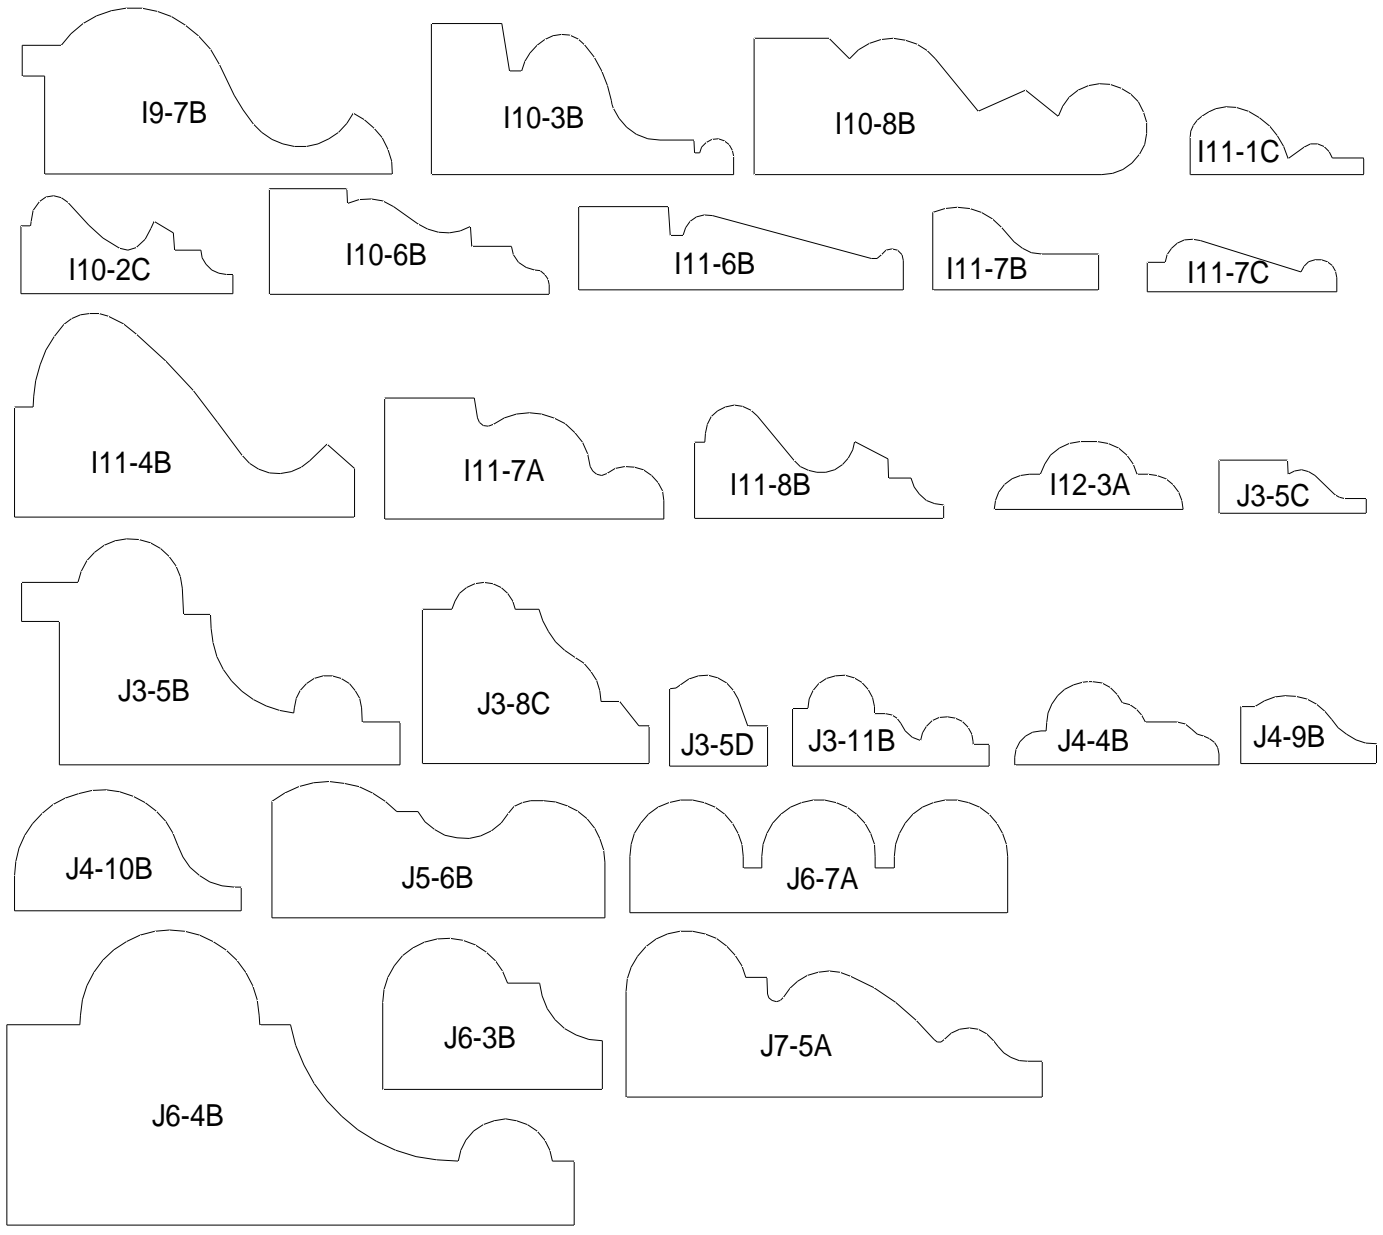 I9-7B
I10-3B
I10-8B
I11-1C
I10-2C
I10-6B
I11-6B
I11-7B
I11-7C
I11-4B
I11-7A
I11-8B
I12-3A
J3-5C
J3-5B
J3-8C
J3-5D
J3-11B
J4-4B
J4-9B
J4-10B
J5-6B
J6-7A
J6-4B
J6-3B
J7-5A